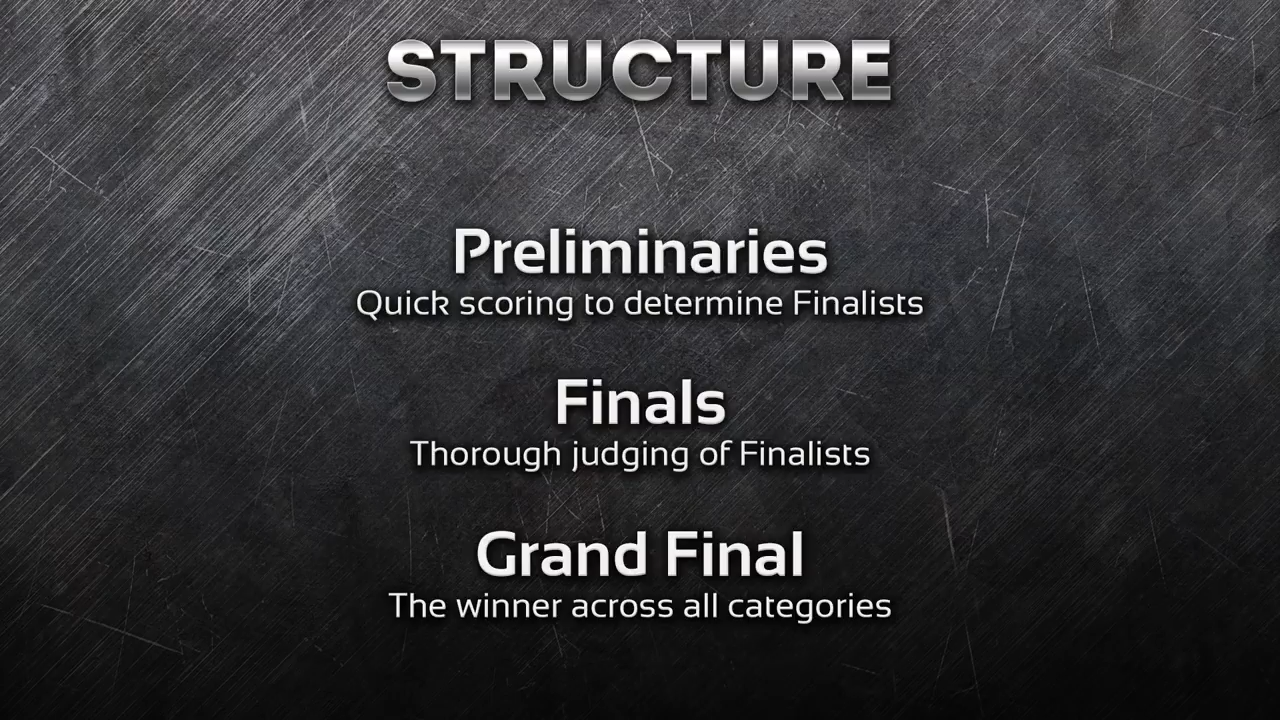 STRUCTURE
Preliminaries
Quick scoring to determine Finalists
Finals
Thorough judging of Finalists
Grand Final
The winner across all categories